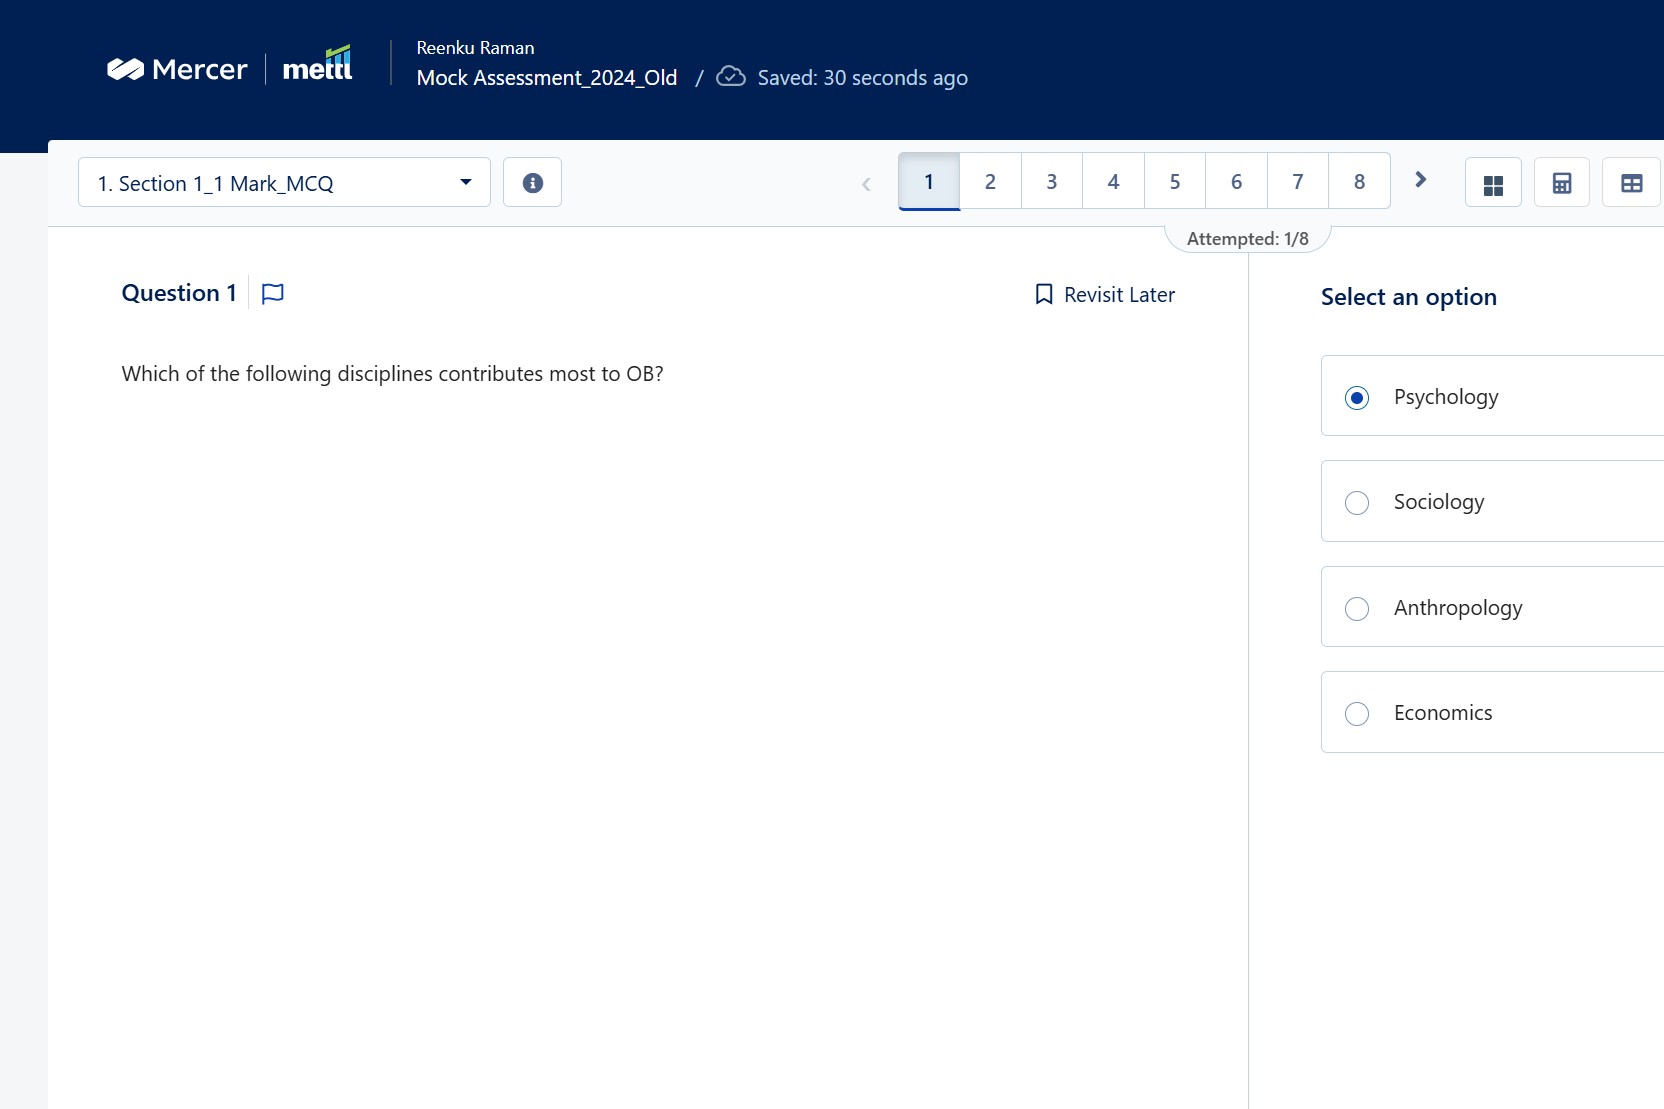 Mercer
mettl
Reenku Raman
Mock Assessment_2024_Old / Saved: 30 seconds ago
1. Section 1_1 Mark_MCQ
1 2 3 4 5 6 7 8
Attempted: 1/8
Question 1
Revisit Later
Which of the following disciplines contributes most to OB?
Select an option
Psychology
Sociology
Anthropology
Economics